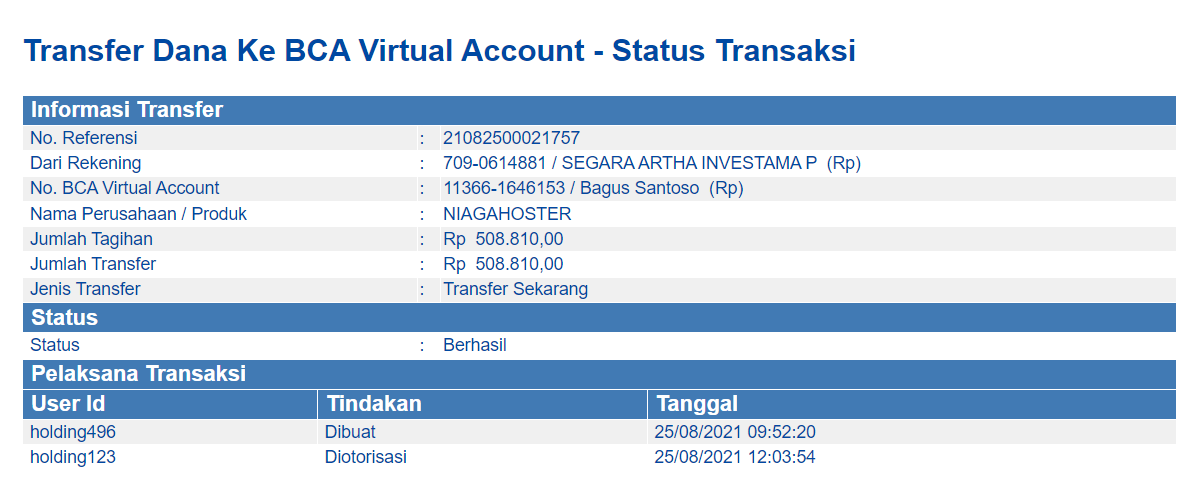 Transfer Dana Ke BCA Virtual Account - Status Transaksi
Informasi Transfer
No. Referensi : 21082500021757
Dari Rekening : 709-0614881 / SEGARA ARTHA INVESTAMA P (Rp)
No. BCA Virtual Account : 11366-1646153 / Bagus Santoso (Rp)
Nama Perusahaan / Produk : NIAGAHOSTER
Jumlah Tagihan : Rp 508.810,00
Jumlah Transfer : Rp 508.810,00
Jenis Transfer : Transfer Sekarang
Status
Status : Berhasil
Pelaksana Transaksi
User Id Tindakan Tanggal
holding496 Dibuat 25/08/2021 09:52:20
holding123 Diotorisasi 25/08/2021 12:03:54